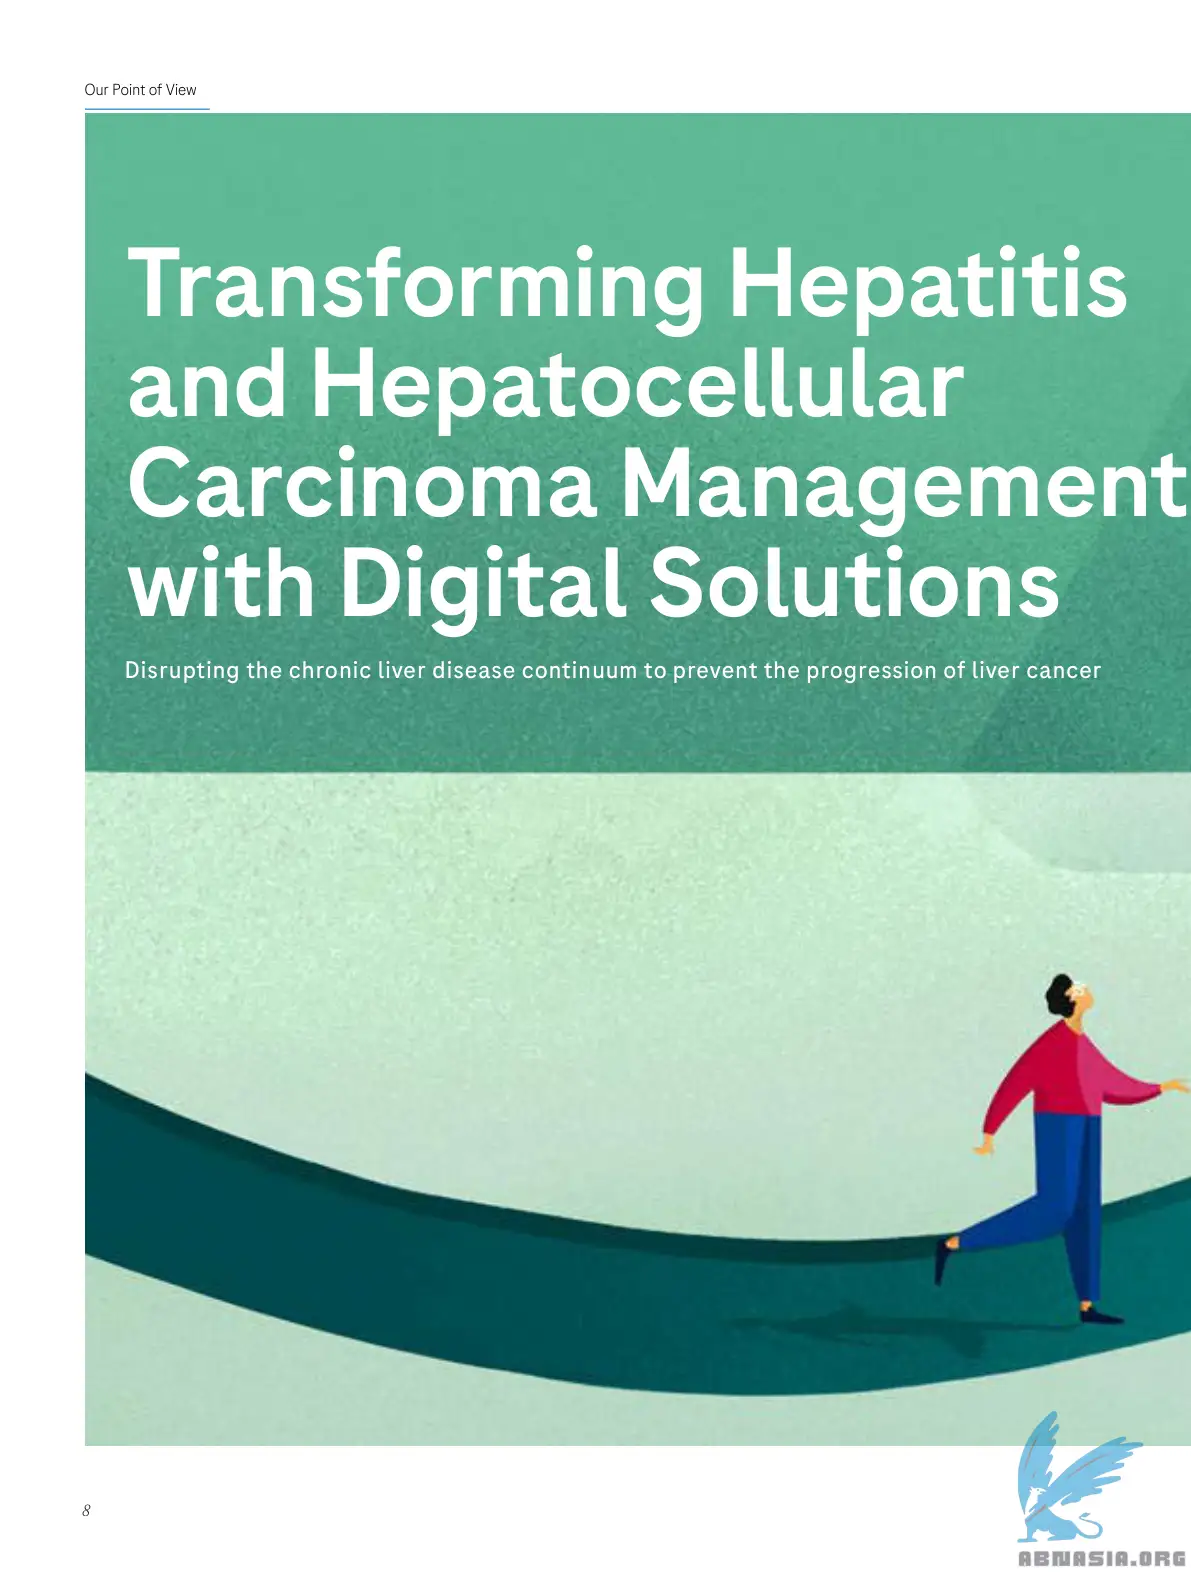 Our Point of View
Transforming Hepatitis
and Hepatocellular
Carcinoma Management
with Digital Solutions
Disrupting the chronic liver disease continuum to prevent the progression of liver cancer
8
ABNASIA.ORG